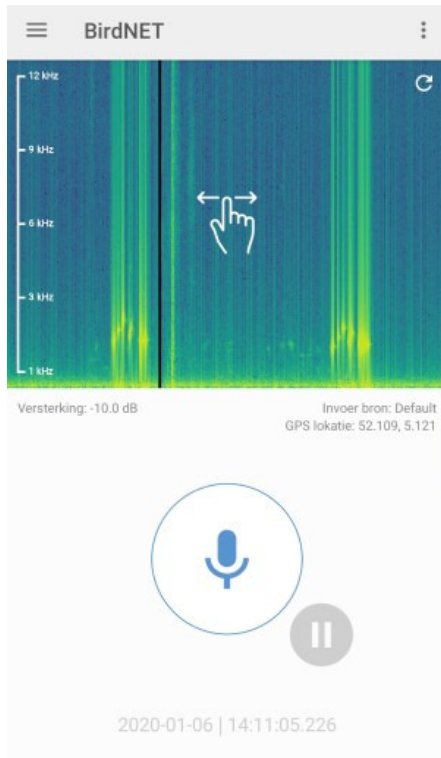 BirdNET
12 kHz
9 kHz
6 kHz
3 kHz
1 kHz
Versterking: -10.0 dB
Invoer bron: Default
GPS lokatie: 52.109, 5.121
2020-01-06 | 14:11:05.226